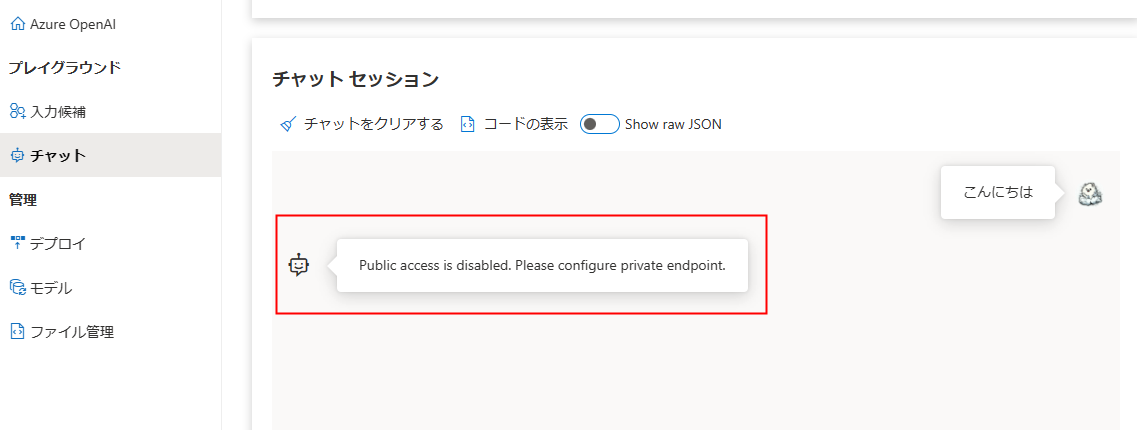 Azure OpenAI
プレイグラウンド
入力候補
チャット
管理
デプロイ
モデル
ファイル管理
チャット セッション
チャットをクリアする コードの表示 Show raw JSON
こんにちは
Public access is disabled. Please configure private endpoint.